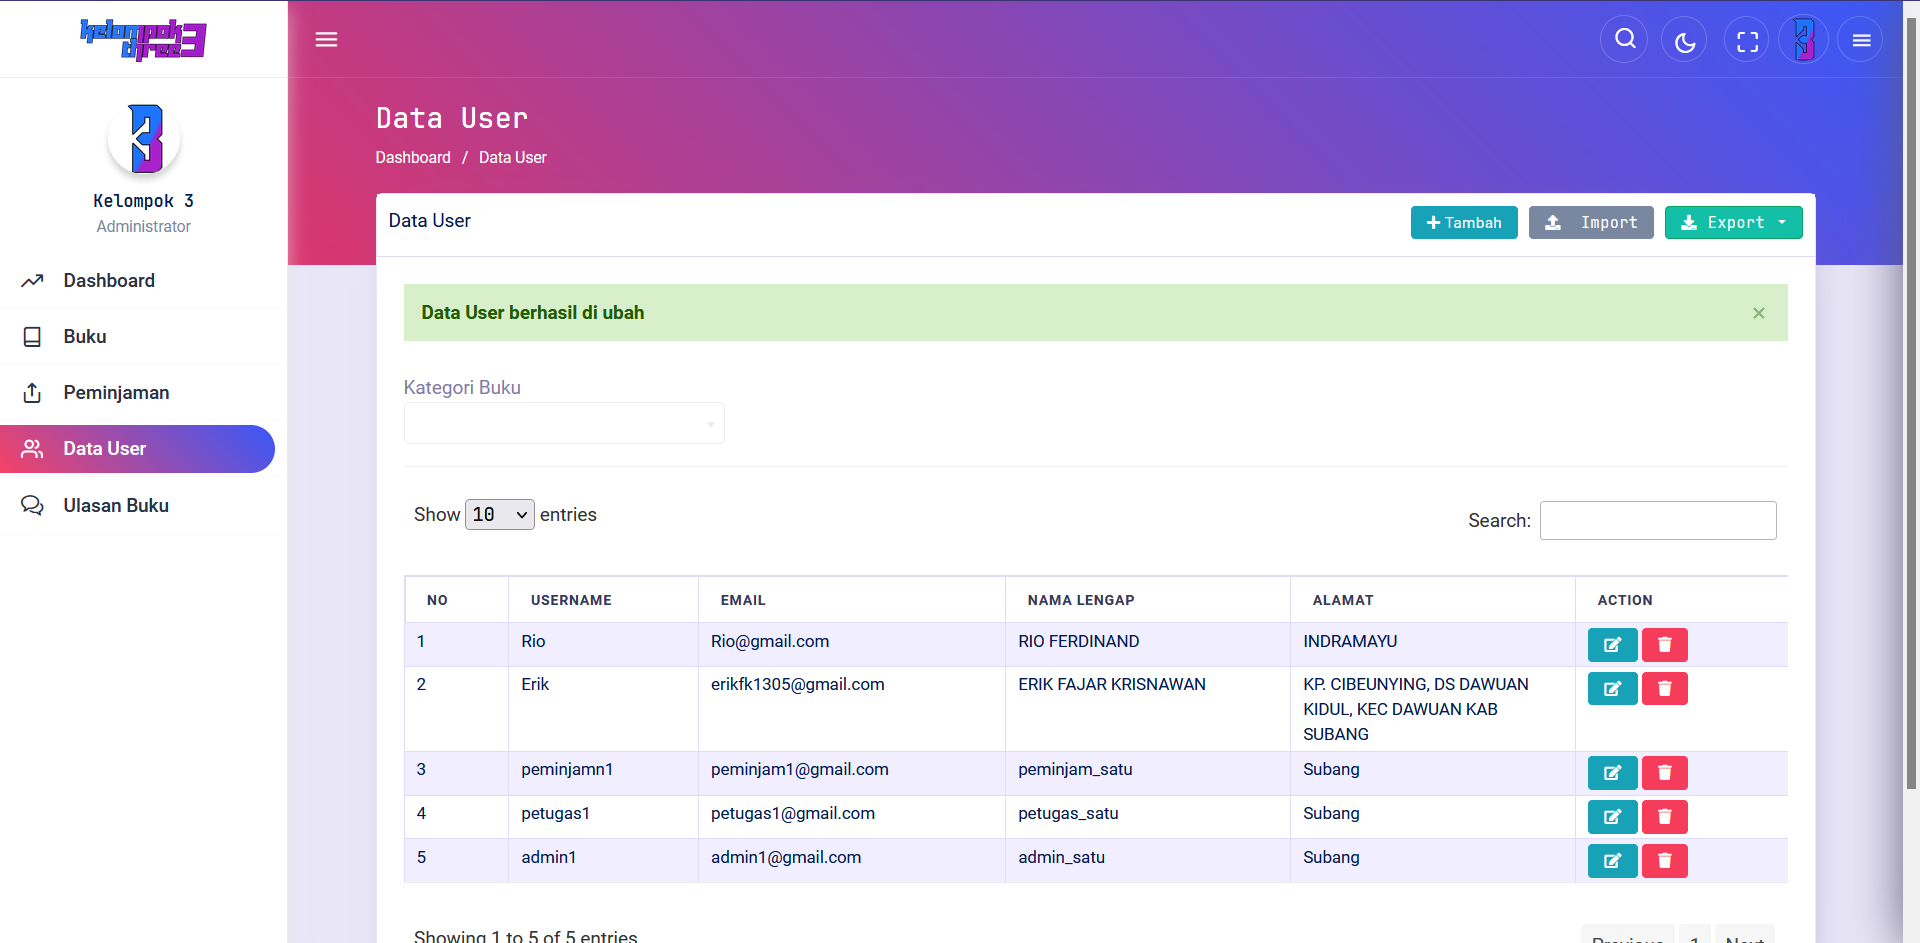 kelompok
three 3
Kelompok 3
Administrator
Dashboard
Buku
Peminjaman
Data User
Ulasan Buku
Data User
Dashboard / Data User
Data User
Tambah
Import
Export
Data User berhasil di ubah
×
Kategori Buku
Show 10 entries
Search:
NO USERNAME EMAIL NAMA LENGAP ALAMAT ACTION
1 Rio Rio@gmail.com RIO FERDINAND INDRAMAYU
2 Erik erikfk1305@gmail.com ERIK FAJAR KRISNAWAN KP. CIBEUNYING, DS DAWUAN
KIDUL, KEC DAWUAN KAB
SUBANG
3 peminjamn1 peminjam1@gmail.com peminjam_satu Subang
4 petugas1 petugas1@gmail.com petugas_satu Subang
5 admin1 admin1@gmail.com admin_satu Subang
Showing 1 to 5 of 5 entries
Previous 1 Next